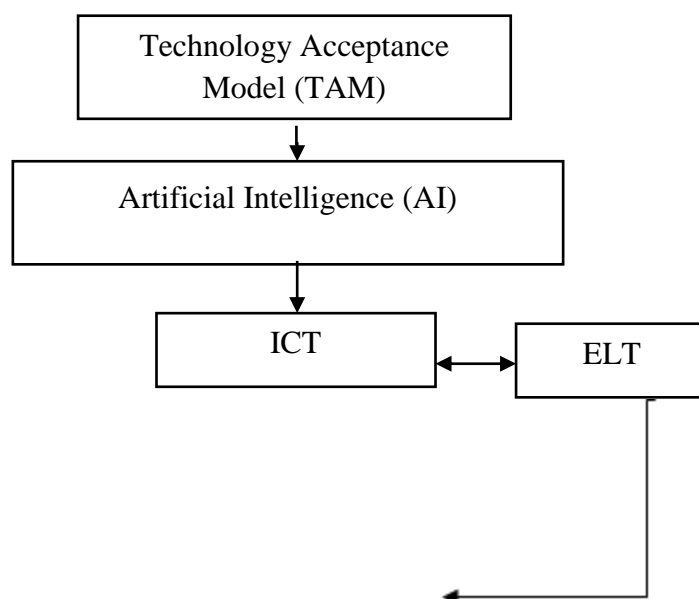 Technology Acceptance
Model (TAM)
Artificial Intelligence (AI)
ICT
ELT